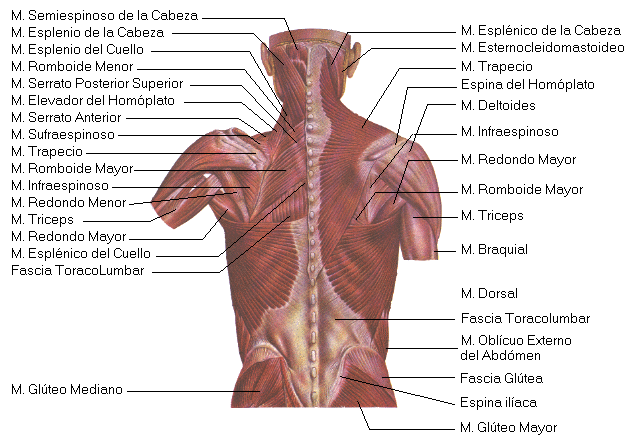 M. Semiespinoso de la Cabeza
M. Esplenio de la Cabeza
M. Esplenio del Cuello
M. Romboide Menor
M. Serrato Posterior Superior
M. Elevador del Homóplato
M. Serrato Anterior
M. Sufraespinoso
M. Trapecio
M. Romboide Mayor
M. Infraespinoso
M. Redondo Menor
M. Triceps
M. Redondo Mayor
M. Esplénico del Cuello
Fascia ToracoLumbar
M. Glúteo Mediano
M. Esplénico de la Cabeza
M. Esternocleidomastoideo
M. Trapecio
Espina del Homóplato
M. Deltoides
M. Infraespinoso
M. Redondo Mayor
M. Romboide Mayor
M. Triceps
M. Braquial
M. Dorsal
Fascia Toracolumbar
M. Oblícuo Externo
del Abdómen
Fascia Glútea
Espina ilíaca
M. Glúteo Mayor